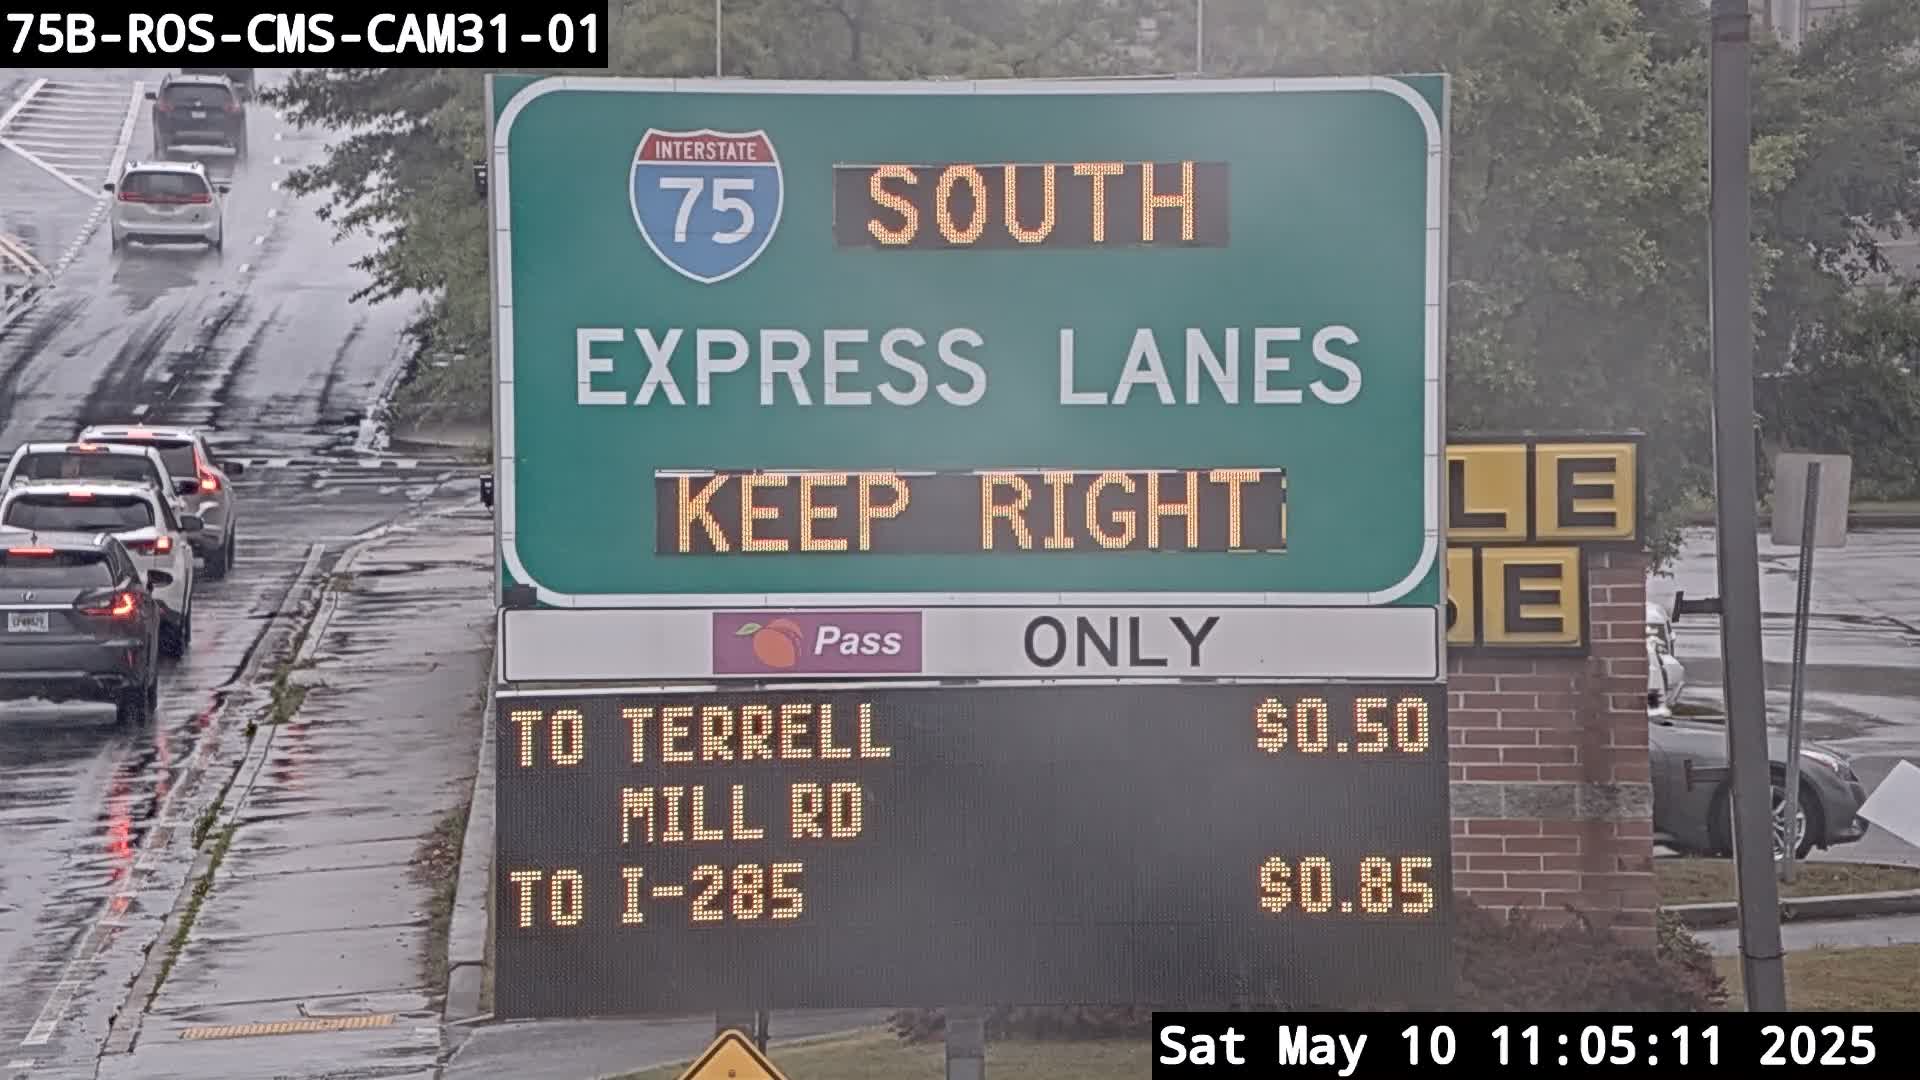 75B-ROS-CMS-CAM31-01
INTERSTATE
75
SOUTH
EXPRESS LANES
KEEP RIGHT
LE
E
Pass ONLY
TO TERRELL $0.50
MILL RD
TO I-285 $0.85
Sat May 10 11:05:11 2025